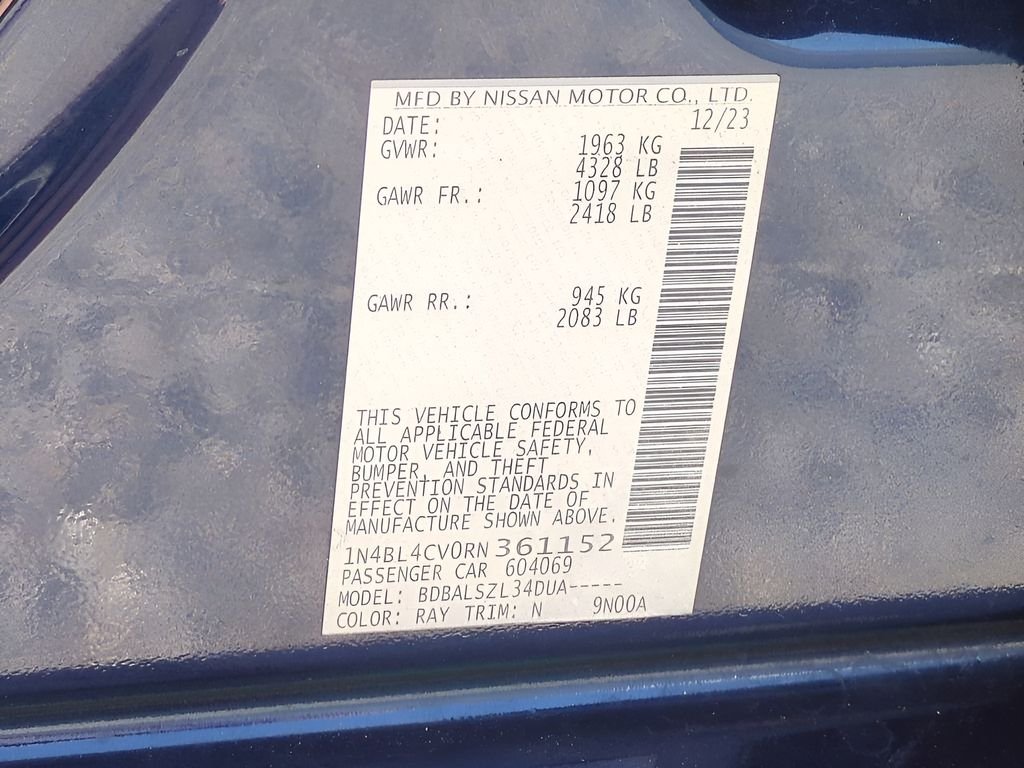 MFD BY NISSAN MOTOR CO., LTD.
DATE: 12/23
GVWR: 1963 KG
4328 LB
GAWR FR.: 1097 KG
2418 LB
GAWR RR.: 945 KG
2083 LB
THIS VEHICLE CONFORMS TO
ALL APPLICABLE FEDERAL
MOTOR VEHICLE SAFETY,
BUMPER, AND THEFT
PREVENTION STANDARDS IN
EFFECT ON THE DATE OF
MANUFACTURE SHOWN ABOVE.
1N4BL4CV0RN 361152
PASSENGER CAR 604069
MODEL: BDBALSZL34DUA-----
COLOR: RAY TRIM: N 9N00A